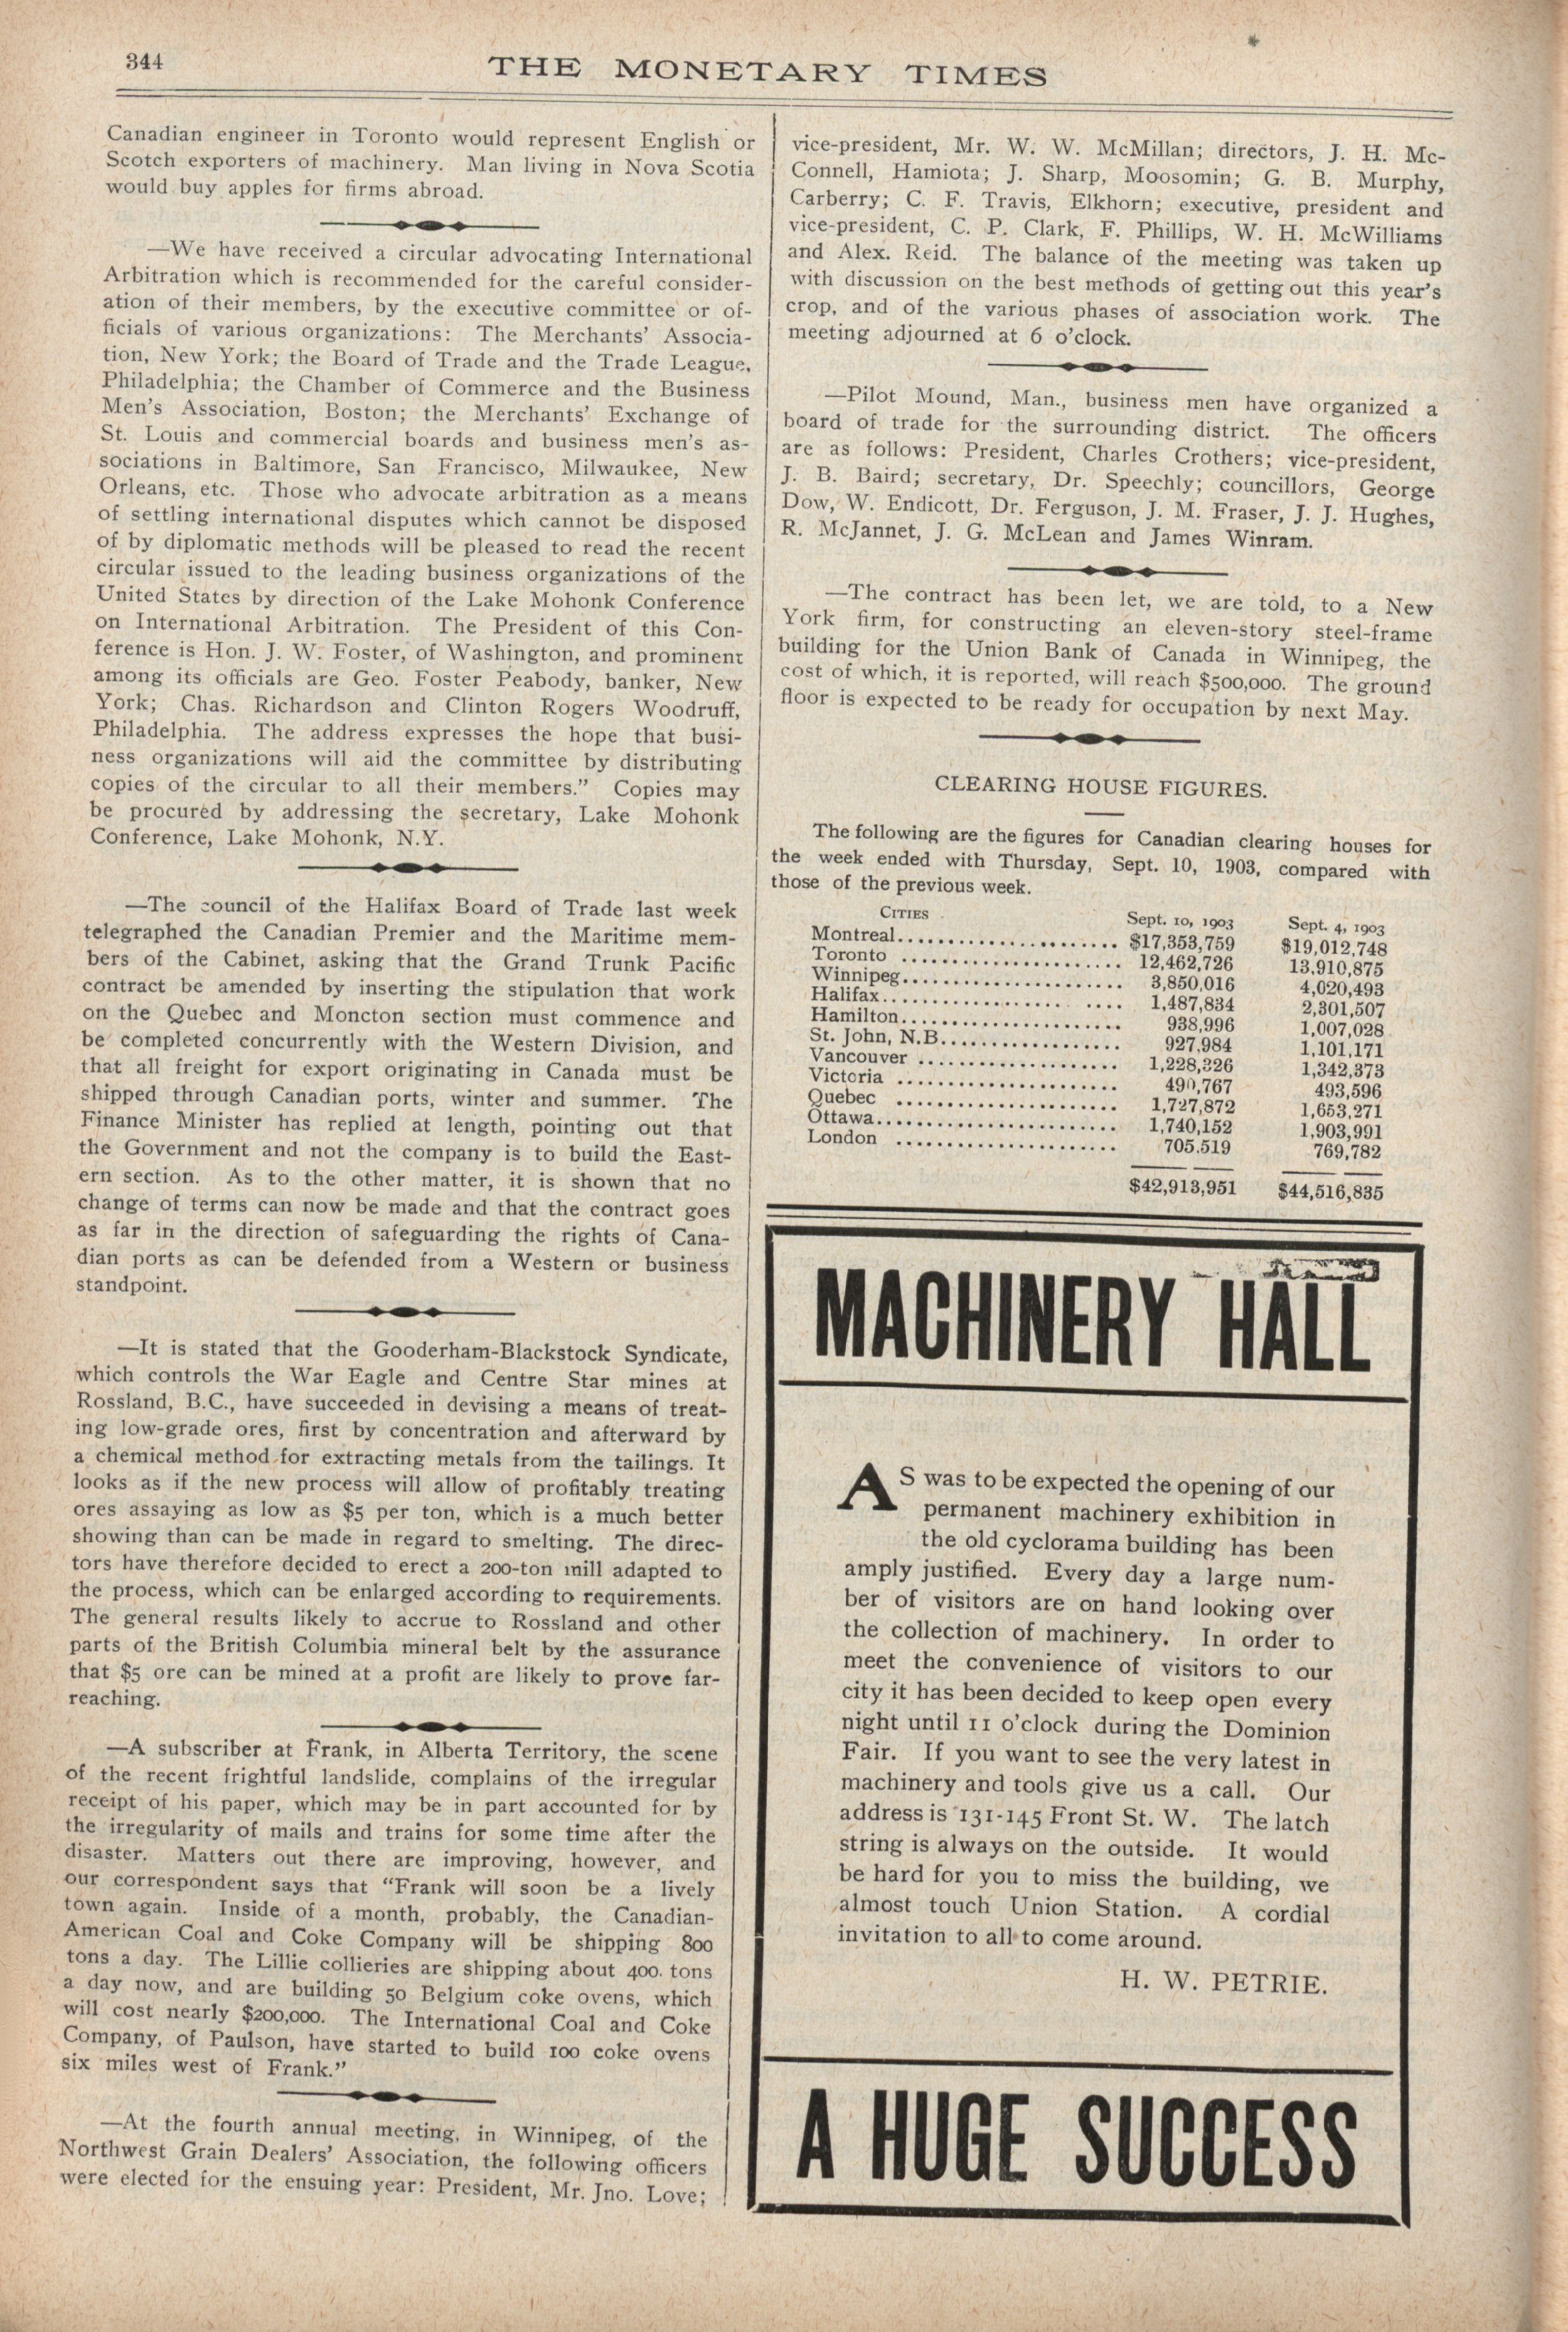 344
THE MONETARY TIMES
Canadian engineer in Toronto would represent English or
Scotch exporters of machinery. Man living in Nova Scotia
would buy apples for firms abroad.
—We have received a circular advocating International
Arbitration which is recommended for the careful consider-
ation of their members, by the executive committee or of-
ficials of various organizations: The Merchants' Associa-
tion, New York; the Board of Trade and the Trade League,
Philadelphia; the Chamber of Commerce and the Business
Men's Association, Boston; the Merchants' Exchange of
St. Louis and commercial boards and business men's as-
sociations in Baltimore, San Francisco, Milwaukee, New
Orleans, etc. Those who advocate arbitration as a means
of settling international disputes which cannot be disposed
of by diplomatic methods will be pleased to read the recent
circular issued to the leading business organizations of the
United States by direction of the Lake Mohonk Conference
on International Arbitration. The President of this Con-
ference is Hon. J. W. Foster, of Washington, and prominent
among its officials are Geo. Foster Peabody, banker, New
York; Chas. Richardson and Clinton Rogers Woodruff,
Philadelphia. The address expresses the hope that busi-
ness organizations will aid the committee by distributing
copies of the circular to all their members." Copies may
be procured by addressing the secretary, Lake Mohonk
Conference, Lake Mohonk, N.Y.
—The council of the Halifax Board of Trade last week
telegraphed the Canadian Premier and the Maritime mem-
bers of the Cabinet, asking that the Grand Trunk Pacific
contract be amended by inserting the stipulation that work
on the Quebec and Moncton section must commence and
be completed concurrently with the Western Division, and
that all freight for export originating in Canada must be
shipped through Canadian ports, winter and summer. The
Finance Minister has replied at length, pointing out that
the Government and not the company is to build the East-
ern section. As to the other matter, it is shown that no
change of terms can now be made and that the contract goes
as far in the direction of safeguarding the rights of Cana-
dian ports as can be defended from a Western or business
standpoint.
—It is stated that the Gooderham-Blackstock Syndicate,
which controls the War Eagle and Centre Star mines at
Rossland, B.C., have succeeded in devising a means of treat-
ing low-grade ores, first by concentration and afterward by
a chemical method for extracting metals from the tailings. It
looks as if the new process will allow of profitably treating
ores assaying as low as $5 per ton, which is a much better
showing than can be made in regard to smelting. The direc-
tors have therefore decided to erect a 200-ton mill adapted to
the process, which can be enlarged according to requirements.
The general results likely to accrue to Rossland and other
parts of the British Columbia mineral belt by the assurance
that $5 ore can be mined at a profit are likely to prove far-
reaching.
—A subscriber at Frank, in Alberta Territory, the scene
of the recent frightful landslide, complains of the irregular
receipt of his paper, which may be in part accounted for by
the irregularity of mails and trains for some time after the
disaster. Matters out there are improving, however, and
our correspondent says that "Frank will soon be a lively
town again. Inside of a month, probably, the Canadian-
American Coal and Coke Company will be shipping 800
tons a day. The Lillie collieries are shipping about 400. tons
a day now, and are building 50 Belgium coke ovens, which
will cost nearly $200,000. The International Coal and Coke
Company, of Paulson, have started to build 100 coke ovens
six miles west of Frank."
—At the fourth annual meeting, in Winnipeg, of the
Northwest Grain Dealers' Association, the following officers
were elected for the ensuing year: President, Mr. Jno. Love;
vice-president, Mr. W. W. McMillan; directors, J. H. Mc-
Connell, Hamiota; J. Sharp, Moosomin; G. B. Murphy,
Carberry; C. F. Travis, Elkhorn; executive, president and
vice-president, C. P. Clark, F. Phillips, W. H. McWilliams
and Alex. Reid. The balance of the meeting was taken up
with discussion on the best methods of getting out this year's
crop, and of the various phases of association work. The
meeting adjourned at 6 o'clock.
—Pilot Mound, Man., business men have organized a
board of trade for the surrounding district. The officers
are as follows: President, Charles Crothers; vice-president,
J. B. Baird; secretary, Dr. Speechly; councillors, George
Dow, W. Endicott, Dr. Ferguson, J. M. Fraser, J. J. Hughes,
R. McJannet, J. G. McLean and James Winram.
—The contract has been let, we are told, to a New
York firm, for constructing an eleven-story steel-frame
building for the Union Bank of Canada in Winnipeg, the
cost of which, it is reported, will reach $500,000. The ground
floor is expected to be ready for occupation by next May.
CLEARING HOUSE FIGURES.
The following are the figures for Canadian clearing houses for
the week ended with Thursday, Sept. 10, 1903, compared with
those of the previous week.
CITIES Sept. 10, 1903 Sept. 4, 1903
Montreal........................ $17,353,759 $19,012,748
Toronto ........................ 12,462,726 13,910,875
Winnipeg........................ 3,850,016 4,020,493
Halifax........................ 1,487,834 2,301,507
Hamilton........................ 938,996 1,007,028
St. John, N.B.................... 927,984 1,101,171
Vancouver ...................... 1,228,326 1,342,373
Victoria ........................ 490,767 493,596
Quebec ........................ 1,727,872 1,653,271
Ottawa........................ 1,740,152 1,903,991
London ........................ 705.519 769,782
$42,913,951 $44,516,835
MACHINERY HALL
AS was to be expected the opening of our
permanent machinery exhibition in
the old cyclorama building has been
amply justified. Every day a large num-
ber of visitors are on hand looking over
the collection of machinery. In order to
meet the convenience of visitors to our
city it has been decided to keep open every
night until 11 o'clock during the Dominion
Fair. If you want to see the very latest in
machinery and tools give us a call. Our
address is 131-145 Front St. W. The latch
string is always on the outside. It would
be hard for you to miss the building, we
almost touch Union Station. A cordial
invitation to all to come around.
H. W. PETRIE.
A HUGE SUCCESS